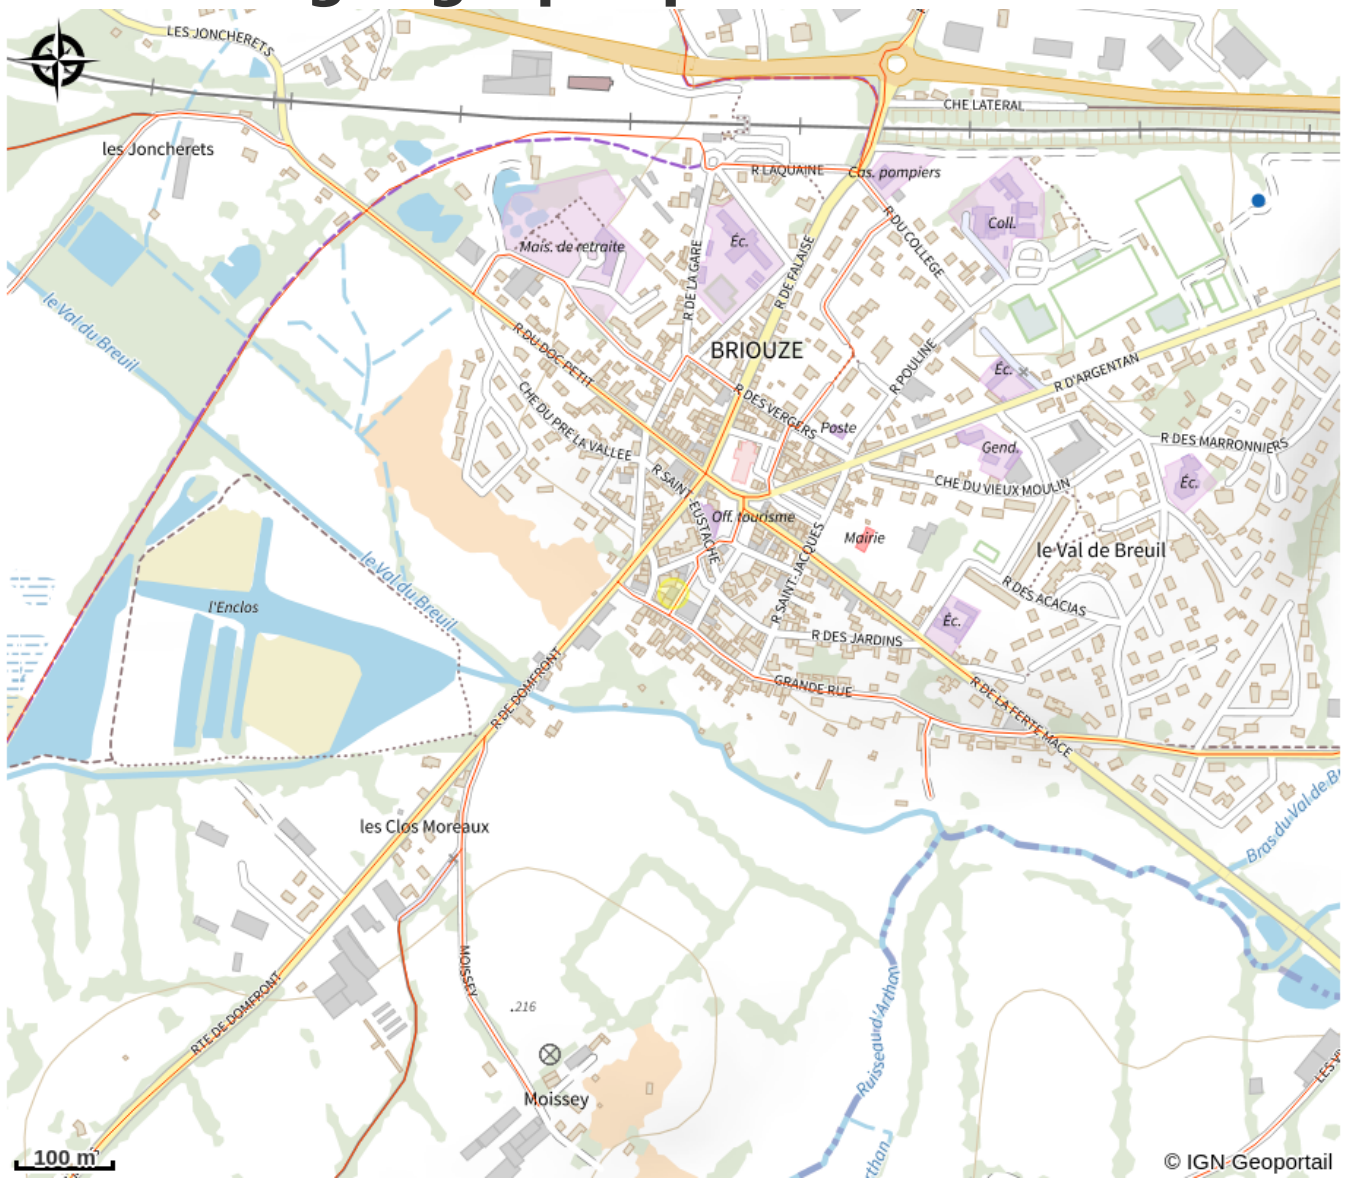 LES JONCHERETS
CHE LATERAL
les Joncherets
R LAQUAINE
Cas. pompiers
R DU COLLEGE
Coll.
Mais. de retraite
Éc.
R DE LA GARE
R DE FALAISE
le Val du Breuil
R DU DOC PETIT
BRIOUZE
R POULINE
Éc.
R D'ARGENTAN
CHE DU PRE LA VALLEE
R DES VERGERS
Poste
Gend.
R DES MARRONNIERS
R SAINT-EUSTACHE
CHE DU VIEUX MOULIN
Éc.
Off. tourisme
Mairie
le Val de Breuil
R SAINT-JACQUES
le Val du Breuil
l'Enclos
R DES ACACIAS
Éc.
R DES JARDINS
R DE DOMFRONT
GRANDE RUE
R DE LA FERTE MACE
les Clos Moreaux
Bras du Val de Br
MOISSEY
.216
RTE DE DOMFRONT
Ruisseau d'Arthan
Moissey
LES V
rthan
100 m
© IGN Geoportail